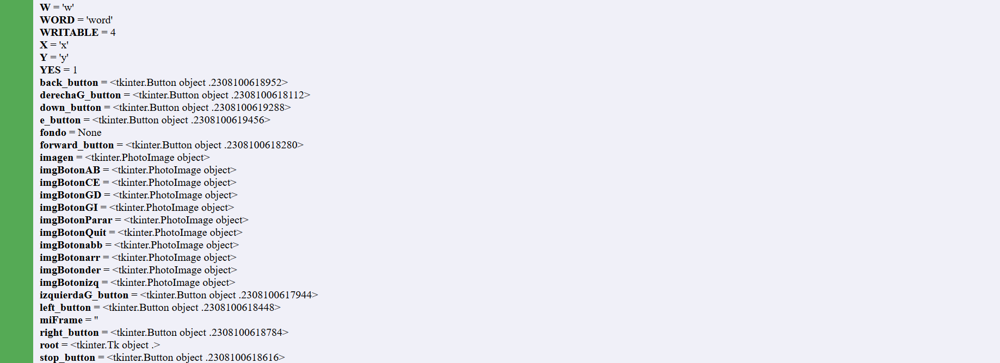 W = 'w'
WORD = 'word'
WRITABLE = 4
X = 'x'
Y = 'y'
YES = 1
back_button = <tkinter.Button object .2308100618952>
derechaG_button = <tkinter.Button object .2308100618112>
down_button = <tkinter.Button object .2308100619288>
e_button = <tkinter.Button object .2308100619456>
fondo = None
forward_button = <tkinter.Button object .2308100618280>
imagen = <tkinter.PhotoImage object>
imgBotonAB = <tkinter.PhotoImage object>
imgBotonCE = <tkinter.PhotoImage object>
imgBotonGD = <tkinter.PhotoImage object>
imgBotonGI = <tkinter.PhotoImage object>
imgBotonParar = <tkinter.PhotoImage object>
imgBotonQuit = <tkinter.PhotoImage object>
imgBotonabb = <tkinter.PhotoImage object>
imgBotonarr = <tkinter.PhotoImage object>
imgBotonder = <tkinter.PhotoImage object>
imgBotonizq = <tkinter.PhotoImage object>
izquierdaG_button = <tkinter.Button object .2308100617944>
left_button = <tkinter.Button object .2308100618448>
miFrame = ''
right_button = <tkinter.Button object .2308100618784>
root = <tkinter.Tk object .>
stop_button = <tkinter.Button object .2308100618616>